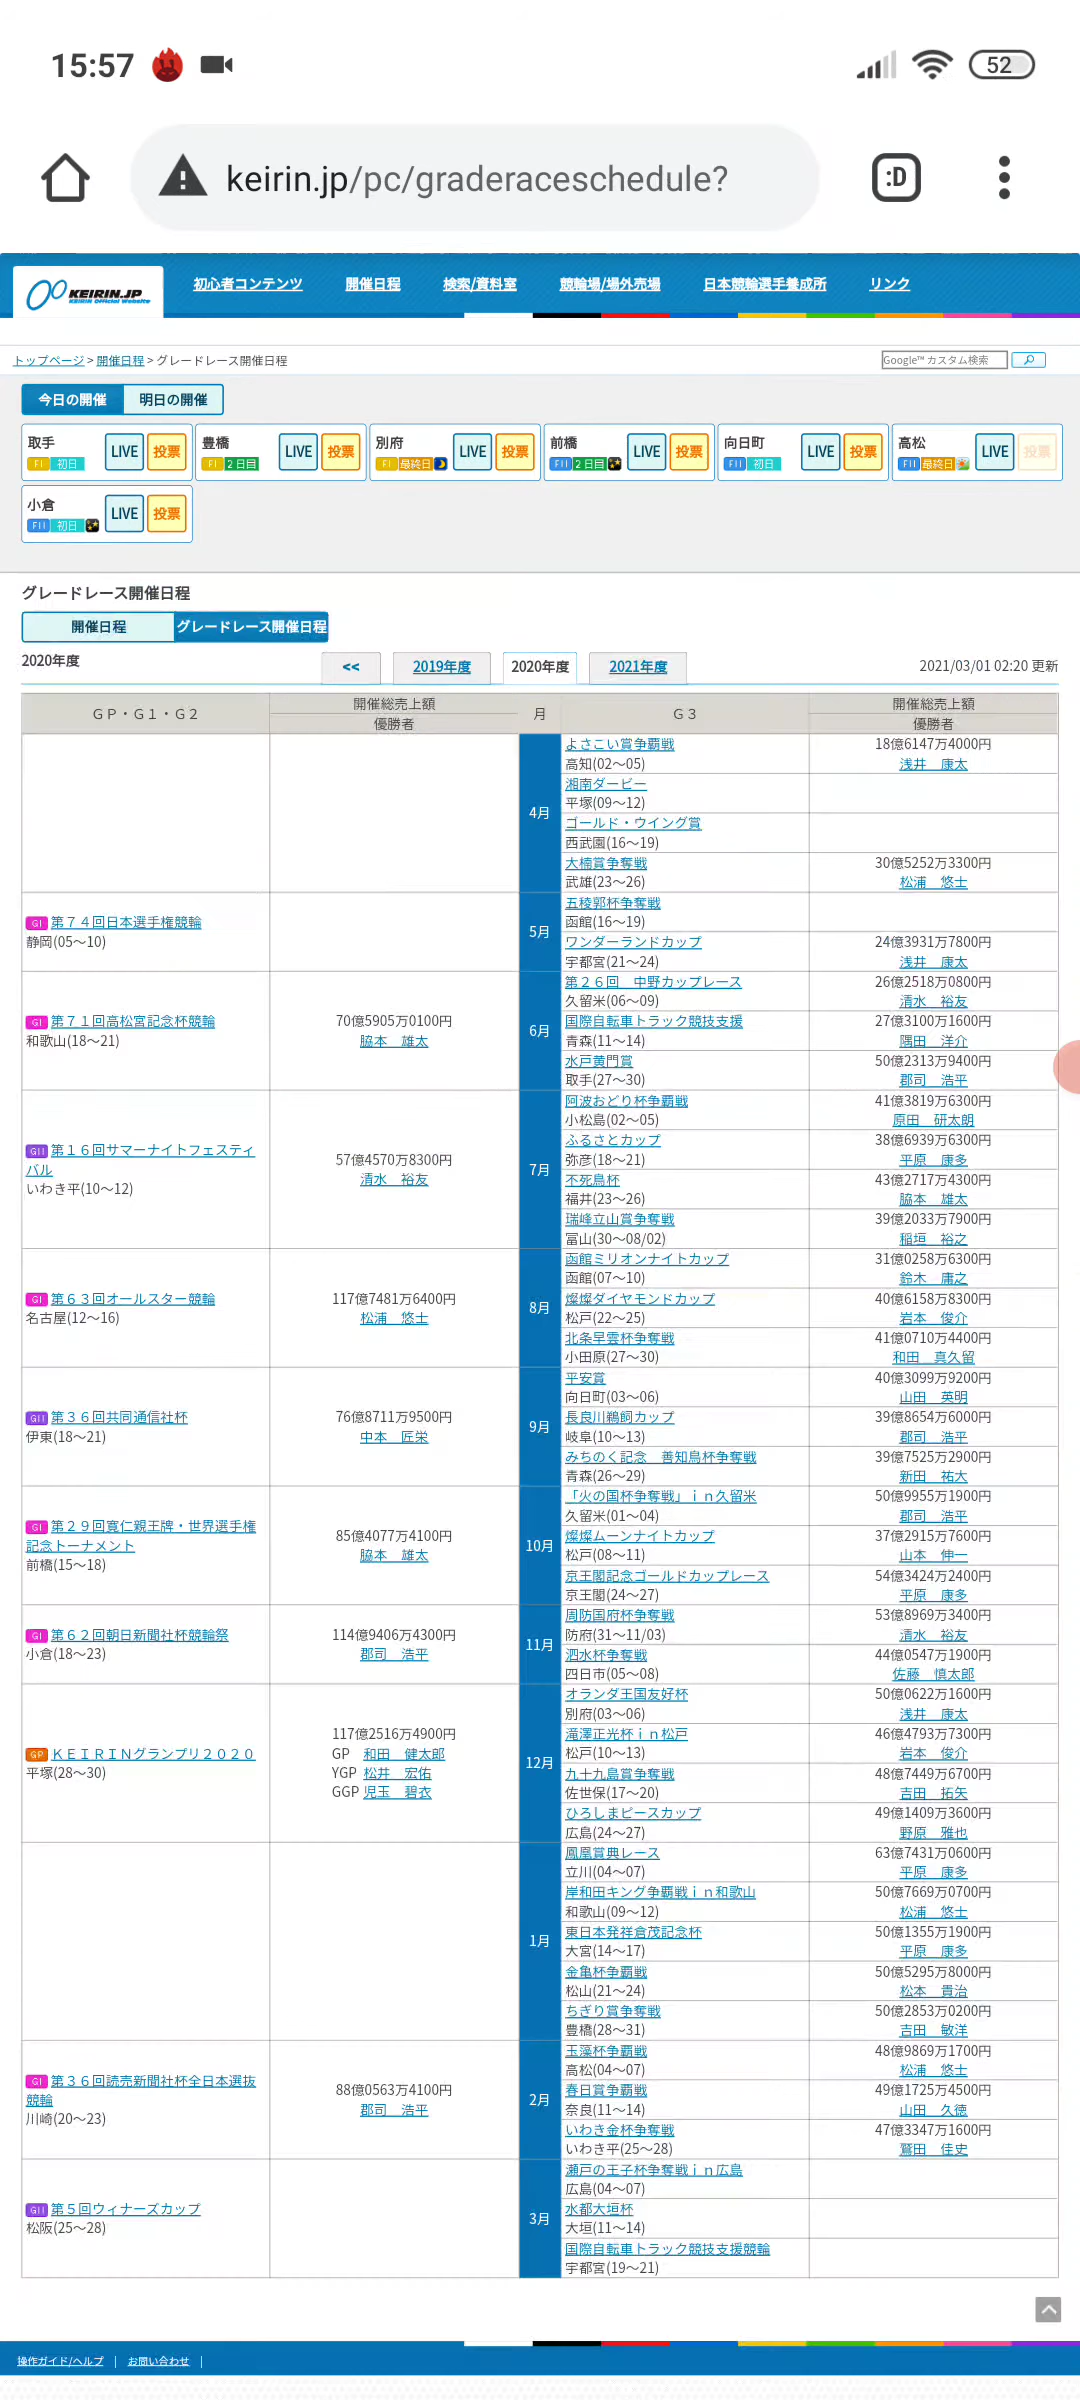 15:57
52
keirin.jp/pc/graderaceschedule?
:D
KEIRIN.JP
KEIRIN Official Website
初心者コンテンツ 開催日程 検索/資料室 競輪場/場外売場 日本競輪選手養成所 リンク
トップページ > 開催日程 > グレードレース開催日程
Google™ カスタム検索
今日の開催 明日の開催
取手 FI 初日 LIVE 投票
豊橋 FI 2日目 LIVE 投票
別府 FI 最終日 LIVE 投票
前橋 FII 2日目 LIVE 投票
向日町 FII 初日 LIVE 投票
高松 FII 最終日 LIVE 投票
小倉 FII 初日 LIVE 投票
グレードレース開催日程
開催日程 グレードレース開催日程
2020年度
<< 2019年度 2020年度 2021年度
2021/03/01 02:20 更新
GP・G1・G2 開催総売上額 優勝者 月 G3 開催総売上額 優勝者
4月
よさこい賞争覇戦 18億6147万4000円
高知(02～05) 浅井 康太
湘南ダービー
平塚(09～12)
ゴールド・ウイング賞
西武園(16～19)
大楠賞争奪戦 30億5252万3300円
武雄(23～26) 松浦 悠士
GI 第７４回日本選手権競輪
静岡(05～10)
5月
五稜郭杯争奪戦
函館(16～19)
ワンダーランドカップ 24億3931万7800円
宇都宮(21～24) 浅井 康太
GI 第７１回高松宮記念杯競輪 70億5905万0100円
和歌山(18～21) 脇本 雄太
6月
第２６回 中野カップレース 26億2518万0800円
久留米(06～09) 清水 裕友
国際自転車トラック競技支援 27億3100万1600円
青森(11～14) 隅田 洋介
水戸黄門賞 50億2313万9400円
取手(27～30) 郡司 浩平
GII 第１６回サマーナイトフェスティ
バル
いわき平(10～12)
57億4570万8300円
清水 裕友
7月
阿波おどり杯争覇戦 41億3819万6300円
小松島(02～05) 原田 研太朗
ふるさとカップ 38億6939万6300円
弥彦(18～21) 平原 康多
不死鳥杯 43億2717万4300円
福井(23～26) 脇本 雄太
瑞峰立山賞争奪戦 39億2033万7900円
富山(30～08/02) 稲垣 裕之
GI 第６３回オールスター競輪 117億7481万6400円
名古屋(12～16) 松浦 悠士
8月
函館ミリオンナイトカップ 31億0258万6300円
函館(07～10) 鈴木 庸之
燦燦ダイヤモンドカップ 40億6158万8300円
松戸(22～25) 岩本 俊介
北条早雲杯争奪戦 41億0710万4400円
小田原(27～30) 和田 真久留
GII 第３６回共同通信社杯 76億8711万9500円
伊東(18～21) 中本 匠栄
9月
平安賞 40億3099万9200円
向日町(03～06) 山田 英明
長良川鵜飼カップ 39億8654万6000円
岐阜(10～13) 郡司 浩平
みちのく記念 善知鳥杯争奪戦 39億7525万2900円
青森(26～29) 新田 祐大
GI 第２９回寛仁親王牌・世界選手権
記念トーナメント
前橋(15～18)
85億4077万4100円
脇本 雄太
10月
「火の国杯争奪戦」ｉｎ久留米 50億9955万1900円
久留米(01～04) 郡司 浩平
燦燦ムーンナイトカップ 37億2915万7600円
松戸(08～11) 山本 伸一
京王閣記念ゴールドカップレース 54億3424万2400円
京王閣(24～27) 平原 康多
GI 第６２回朝日新聞社杯競輪祭 114億9406万4300円
小倉(18～23) 郡司 浩平
11月
周防国府杯争奪戦 53億8969万3400円
防府(31～11/03) 清水 裕友
泗水杯争奪戦 44億0547万1900円
四日市(05～08) 佐藤 慎太郎
GP ＫＥＩＲＩＮグランプリ２０２０
平塚(28～30)
117億2516万4900円
GP 和田 健太郎
YGP 松井 宏佑
GGP 児玉 碧衣
12月
オランダ王国友好杯 50億0622万1600円
別府(03～06) 浅井 康太
滝澤正光杯ｉｎ松戸 46億4793万7300円
松戸(10～13) 岩本 俊介
九十九島賞争奪戦 48億7449万6700円
佐世保(17～20) 吉田 拓矢
ひろしまピースカップ 49億1409万3600円
広島(24～27) 野原 雅也
1月
鳳凰賞典レース 63億7431万0600円
立川(04～07) 平原 康多
岸和田キング争覇戦ｉｎ和歌山 50億7669万0700円
和歌山(09～12) 松浦 悠士
東日本発祥倉茂記念杯 50億1355万1900円
大宮(14～17) 平原 康多
金亀杯争覇戦 50億5295万8000円
松山(21～24) 松本 貴治
ちぎり賞争奪戦 50億2853万0200円
豊橋(28～31) 吉田 敏洋
GI 第３６回読売新聞社杯全日本選抜
競輪
川崎(20～23)
88億0563万4100円
郡司 浩平
2月
玉藻杯争覇戦 48億9869万1700円
高松(04～07) 松浦 悠士
春日賞争覇戦 49億1725万4500円
奈良(11～14) 山田 久徳
いわき金杯争奪戦 47億3347万1600円
いわき平(25～28) 鷲田 佳史
GII 第５回ウィナーズカップ
松阪(25～28)
3月
瀬戸の王子杯争奪戦ｉｎ広島
広島(04～07)
水都大垣杯
大垣(11～14)
国際自転車トラック競技支援競輪
宇都宮(19～21)
操作ガイド/ヘルプ | お問い合わせ |